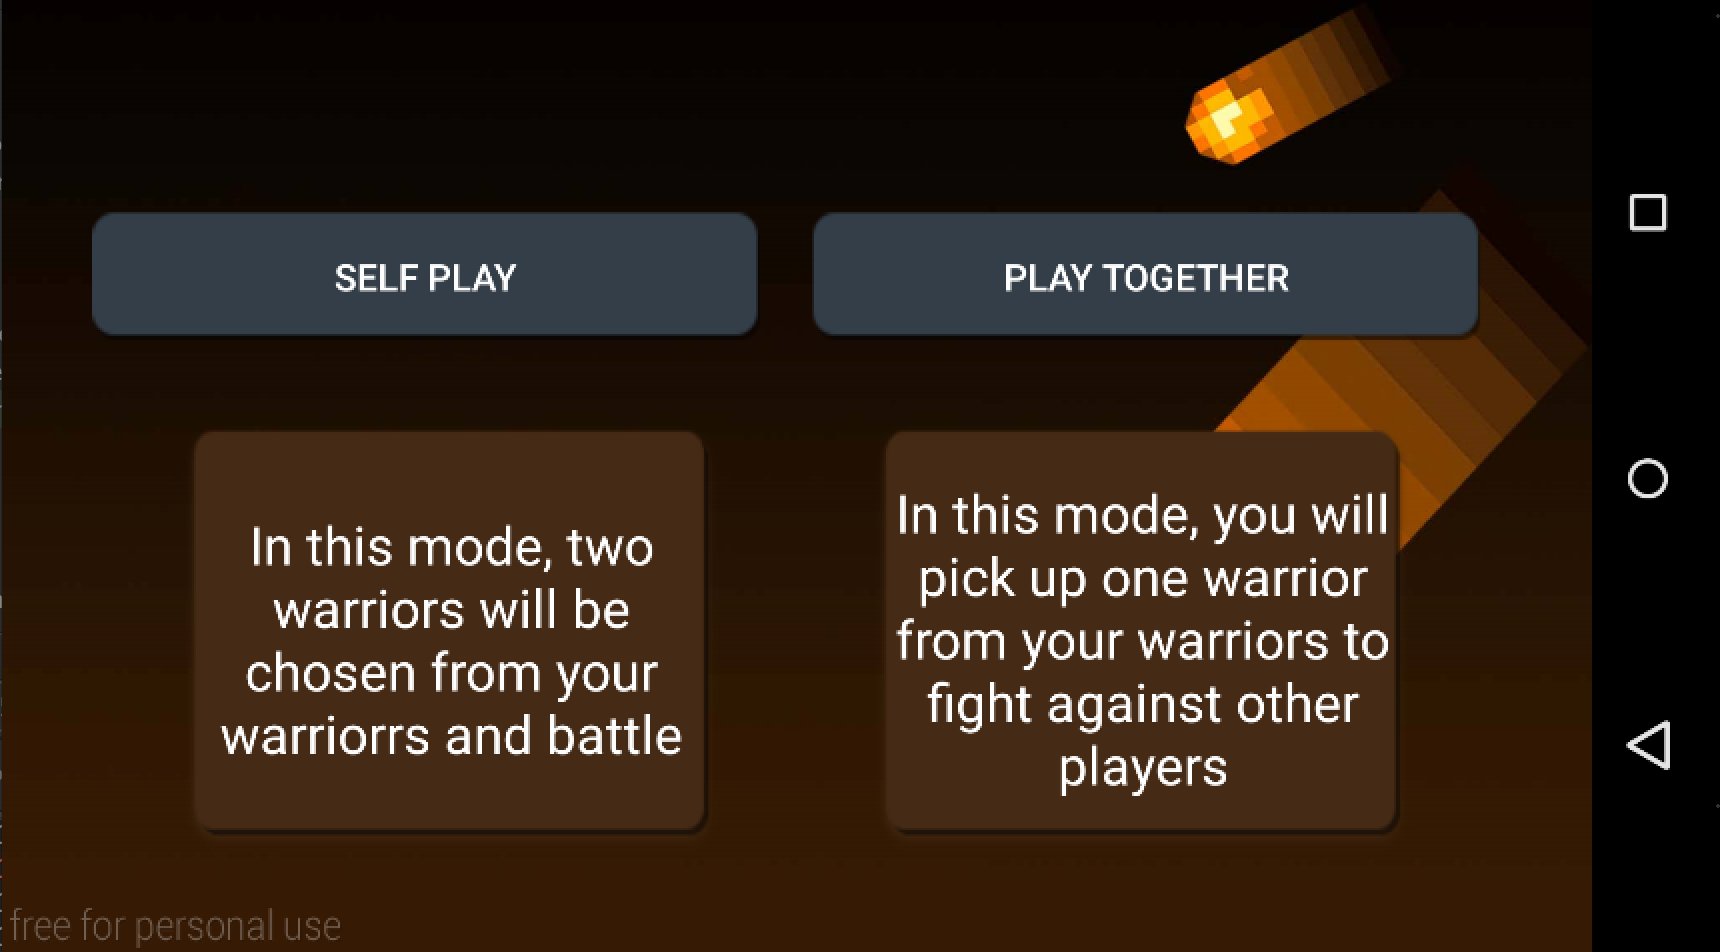 SELF PLAY
PLAY TOGETHER
In this mode, two
warriors will be
chosen from your
warriorrs and battle
In this mode, you will
pick up one warrior
from your warriors to
fight against other
players
free for personal use